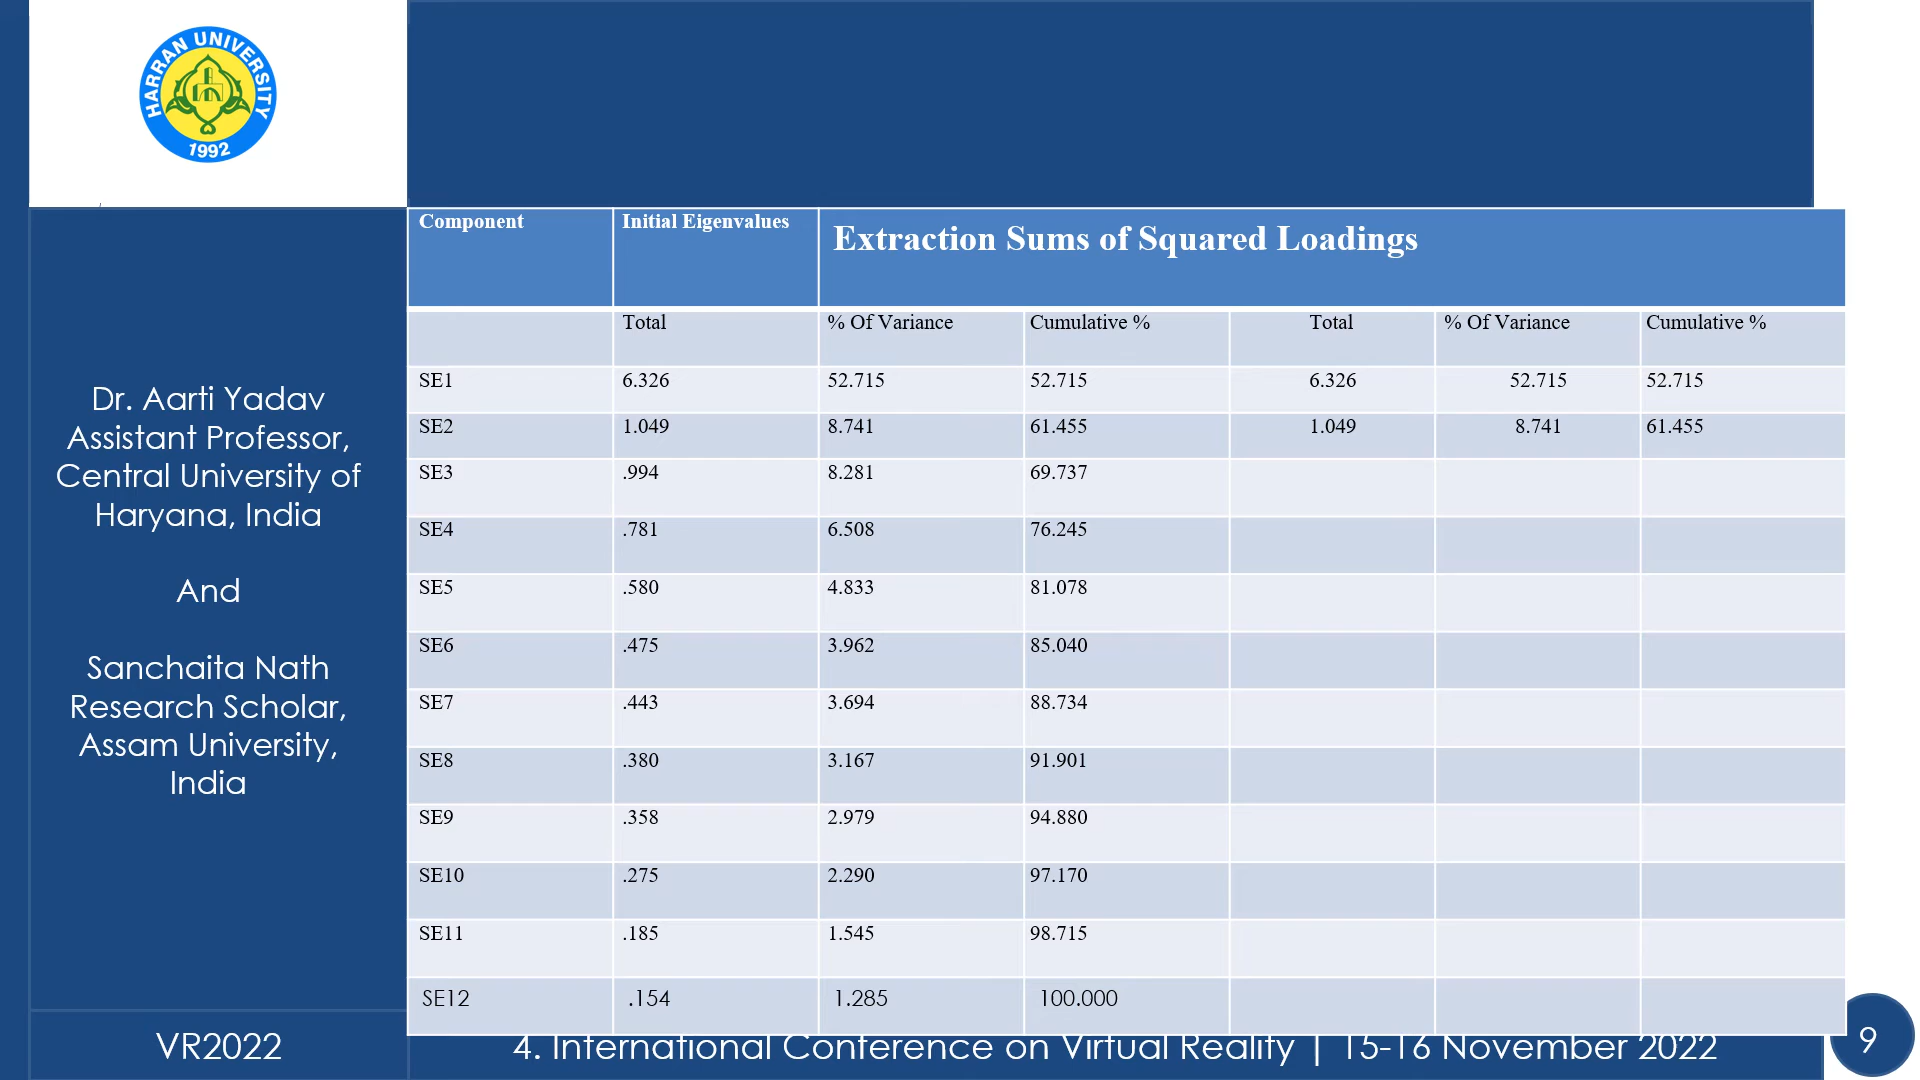 HARRAN UNIVERSITY
1992
Dr. Aarti Yadav
Assistant Professor,
Central University of
Haryana, India
And
Sanchaita Nath
Research Scholar,
Assam University,
India
Component Initial Eigenvalues Extraction Sums of Squared Loadings
Total % Of Variance Cumulative % Total % Of Variance Cumulative %
SE1 6.326 52.715 52.715 6.326 52.715 52.715
SE2 1.049 8.741 61.455 1.049 8.741 61.455
SE3 .994 8.281 69.737
SE4 .781 6.508 76.245
SE5 .580 4.833 81.078
SE6 .475 3.962 85.040
SE7 .443 3.694 88.734
SE8 .380 3.167 91.901
SE9 .358 2.979 94.880
SE10 .275 2.290 97.170
SE11 .185 1.545 98.715
SE12 .154 1.285 100.000
VR2022
4. International Conference on Virtual Reality | 15-16 November 2022
9